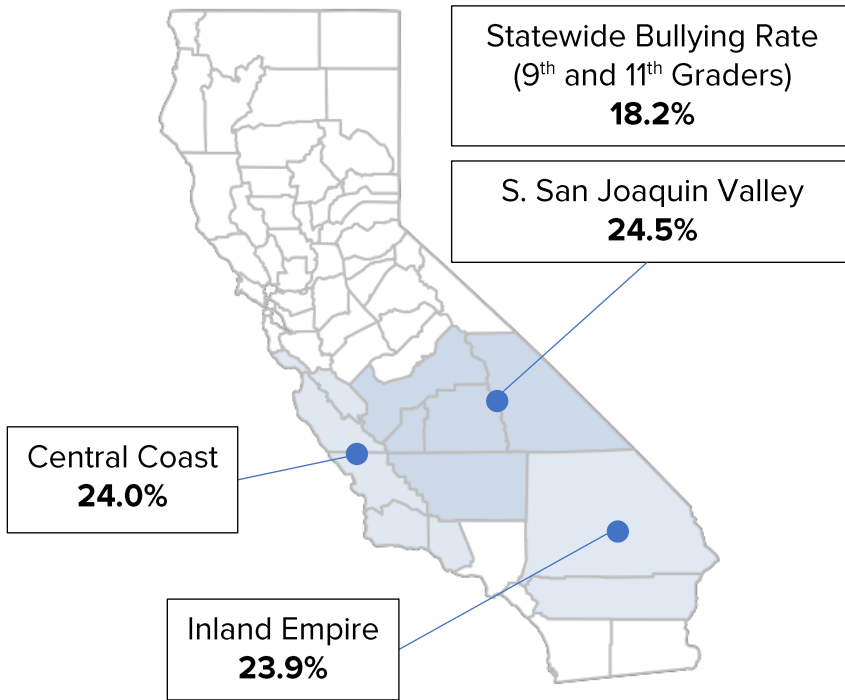 Statewide Bullying Rate
(9th and 11th Graders)
18.2%
S. San Joaquin Valley
24.5%
Central Coast
24.0%
Inland Empire
23.9%